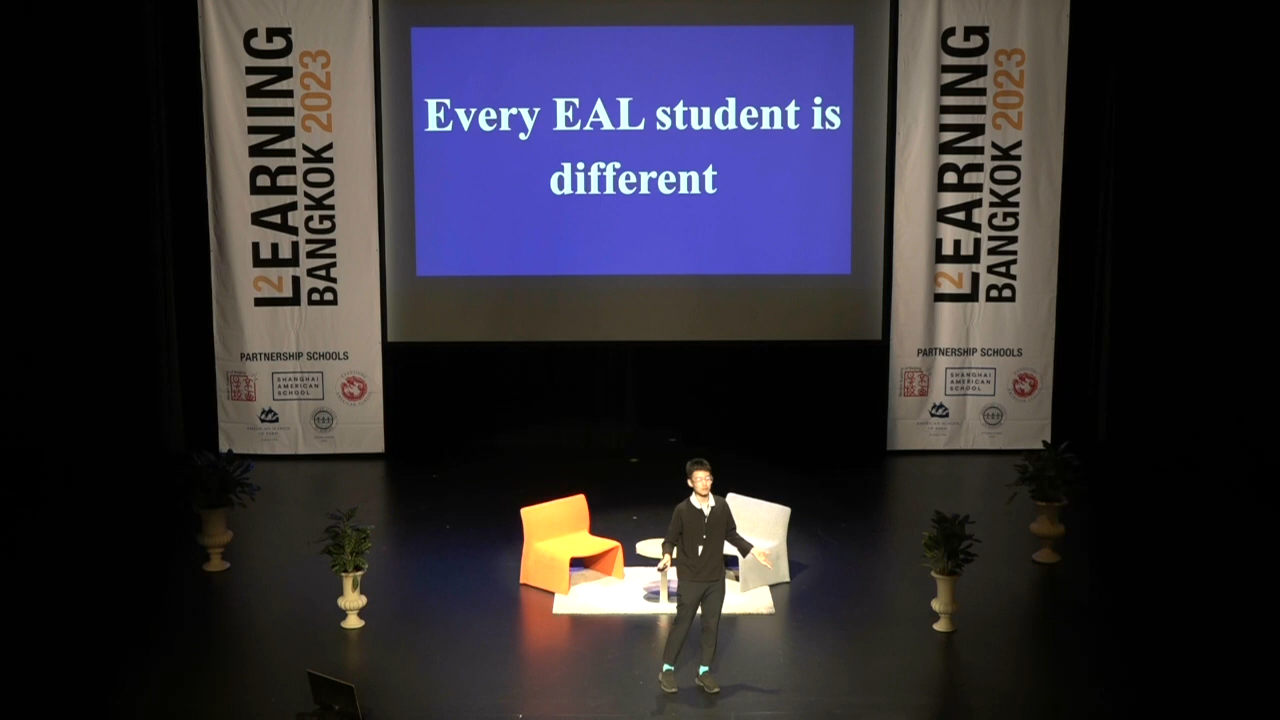 L2EARNING
BANGKOK 2023
PARTNERSHIP SCHOOLS
SHANGHAI
AMERICAN
SCHOOL
Every EAL student is
different
L2EARNING
BANGKOK 2023
PARTNERSHIP SCHOOLS
SHANGHAI
AMERICAN
SCHOOL